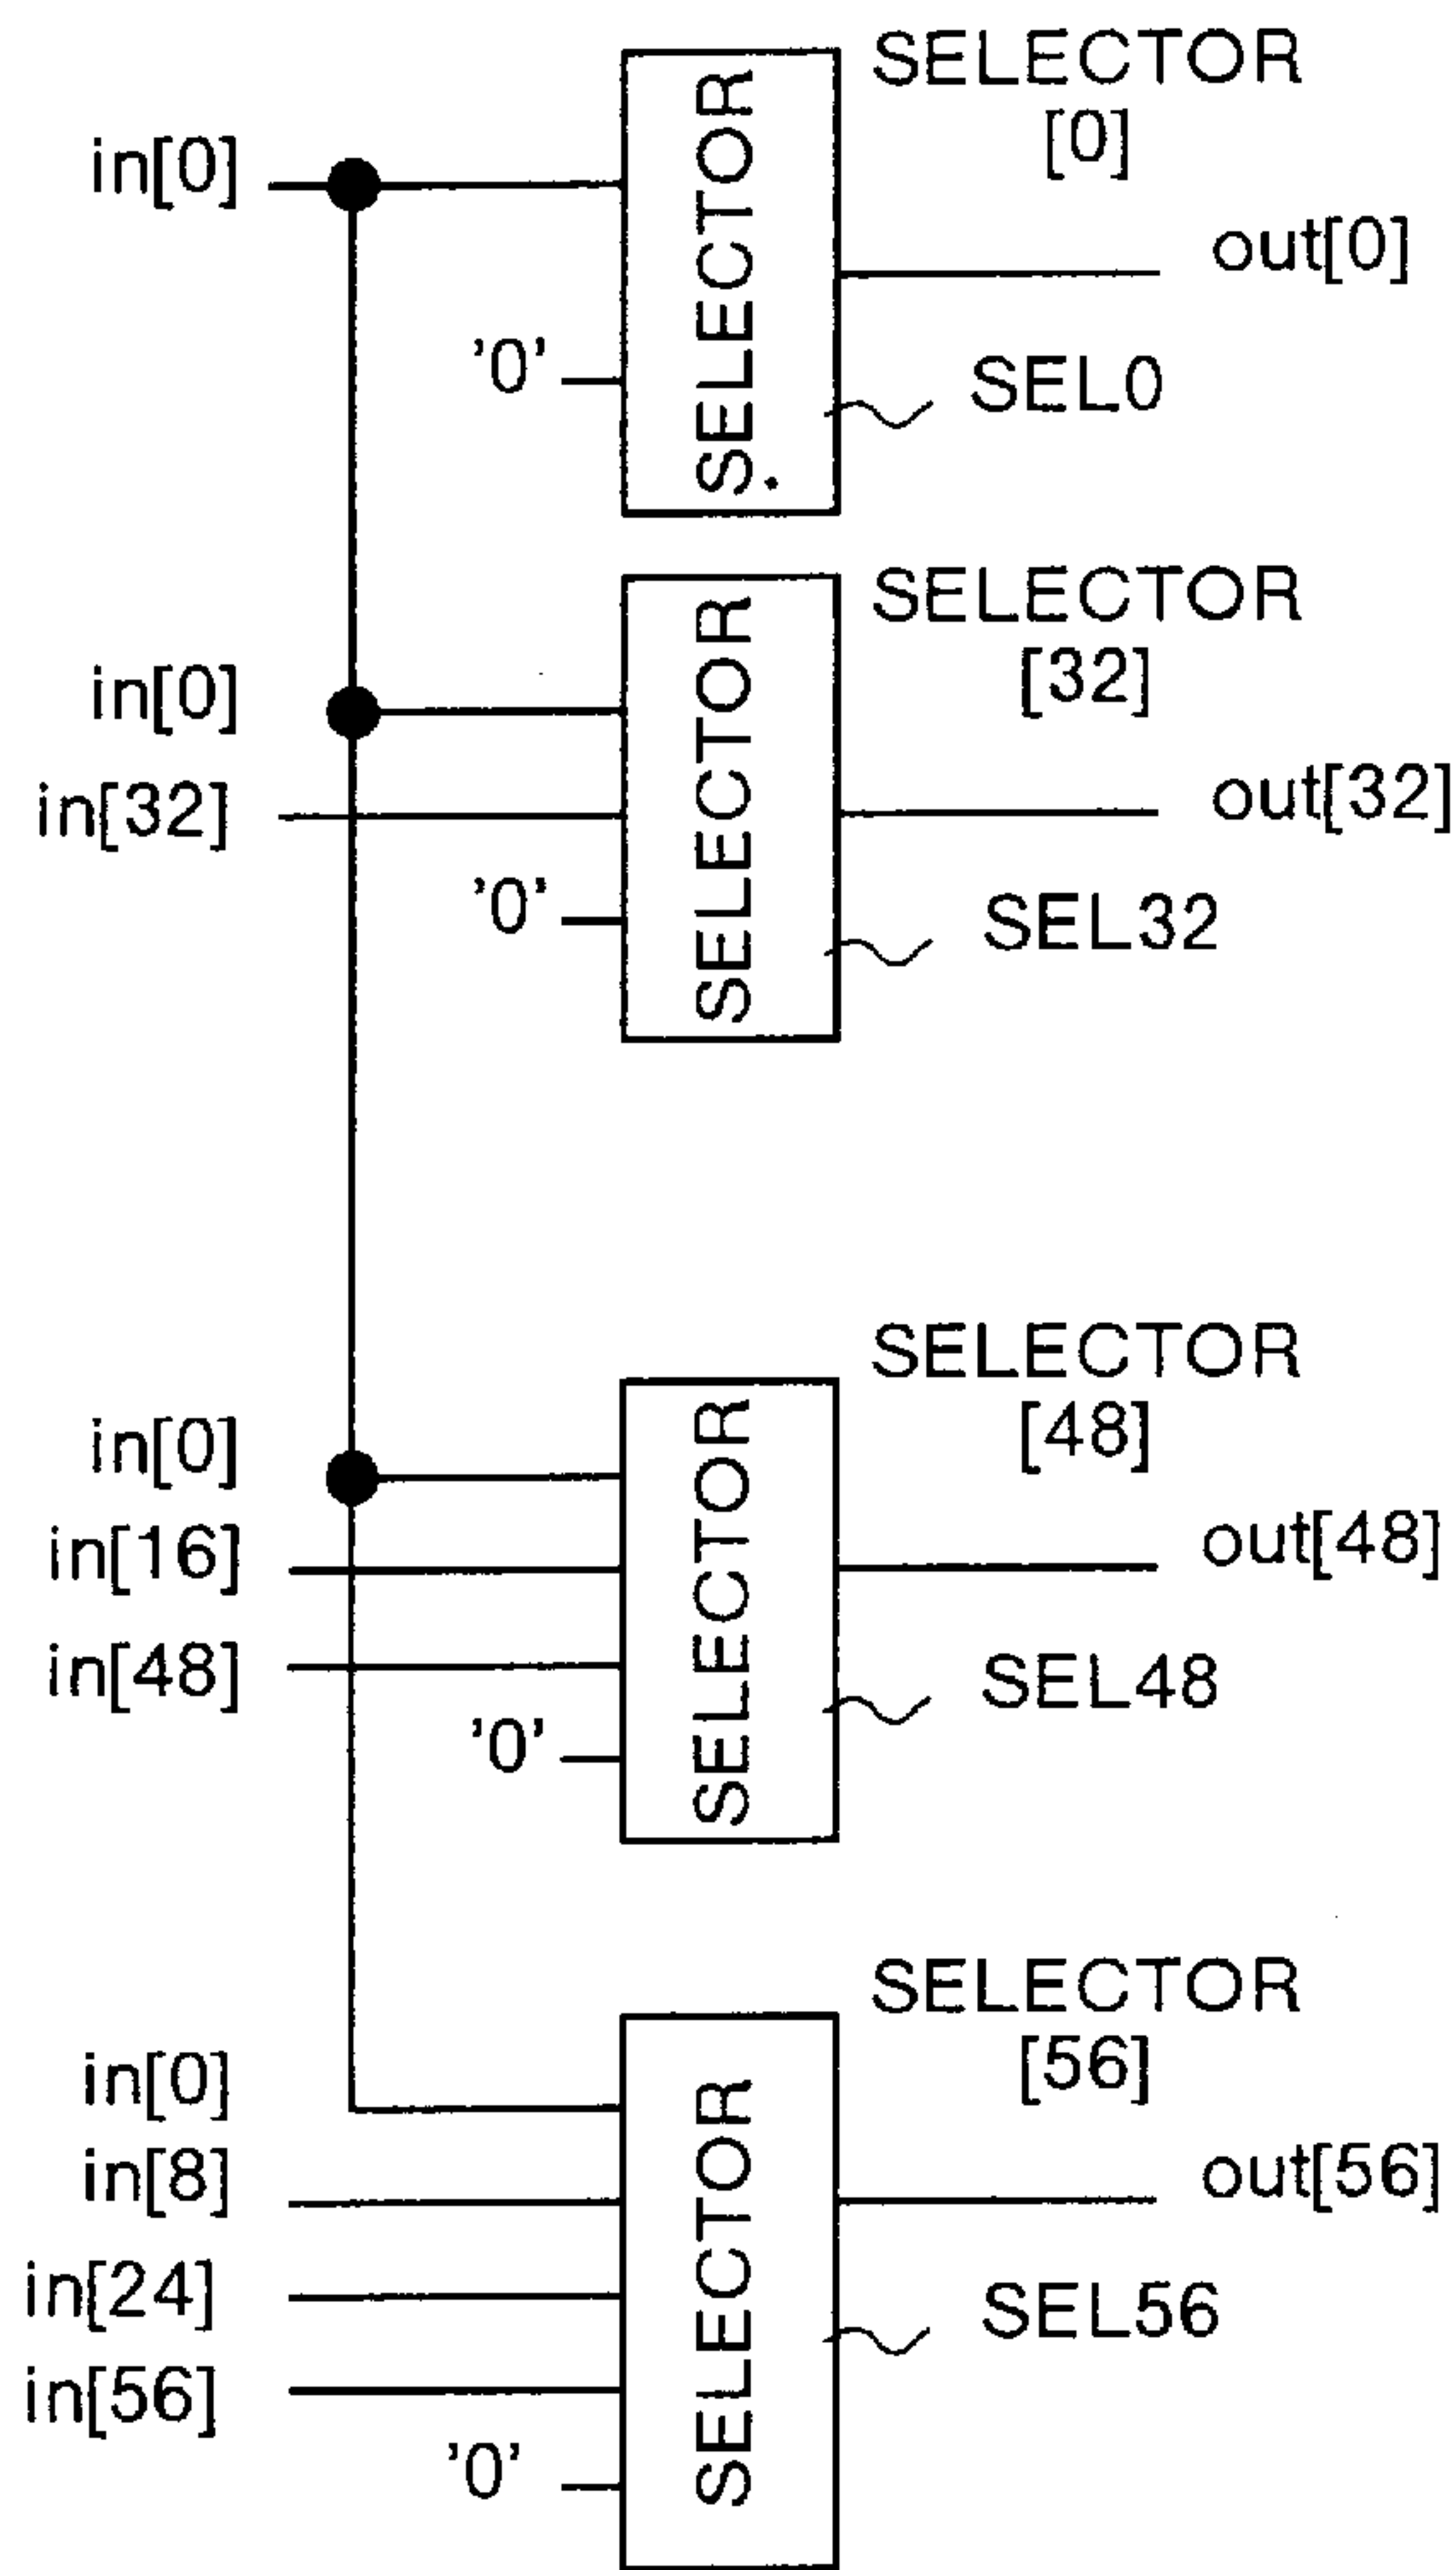 SELECTOR
[0]
in[0]
SELECTOR
out[0]
'0'
SEL0
SELECTOR
[32]
in[0]
SELECTOR
in[32]
out[32]
'0'
SEL32
SELECTOR
[48]
in[0]
SELECTOR
in[16]
out[48]
in[48]
SEL48
'0'
SELECTOR
[56]
in[0]
SELECTOR
in[8]
out[56]
in[24]
SEL56
in[56]
'0'